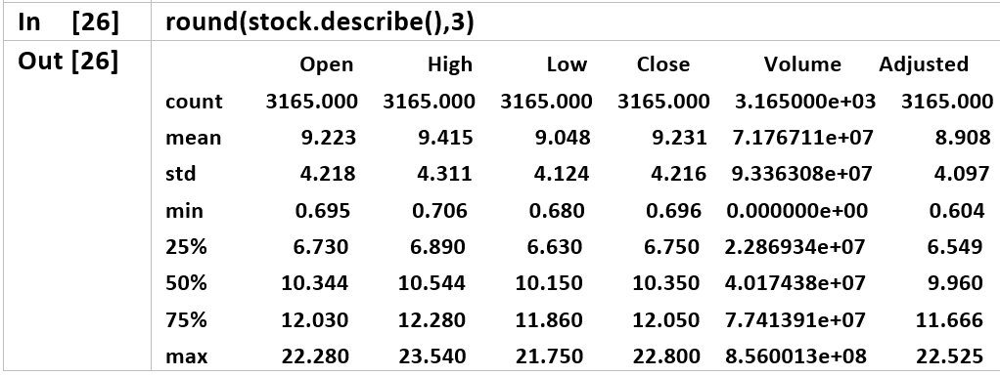 In [26] round(stock.describe(),3)
Out [26] Open High Low Close Volume Adjusted
count 3165.000 3165.000 3165.000 3165.000 3.165000e+03 3165.000
mean 9.223 9.415 9.048 9.231 7.176711e+07 8.908
std 4.218 4.311 4.124 4.216 9.336308e+07 4.097
min 0.695 0.706 0.680 0.696 0.000000e+00 0.604
25% 6.730 6.890 6.630 6.750 2.286934e+07 6.549
50% 10.344 10.544 10.150 10.350 4.017438e+07 9.960
75% 12.030 12.280 11.860 12.050 7.741391e+07 11.666
max 22.280 23.540 21.750 22.800 8.560013e+08 22.525